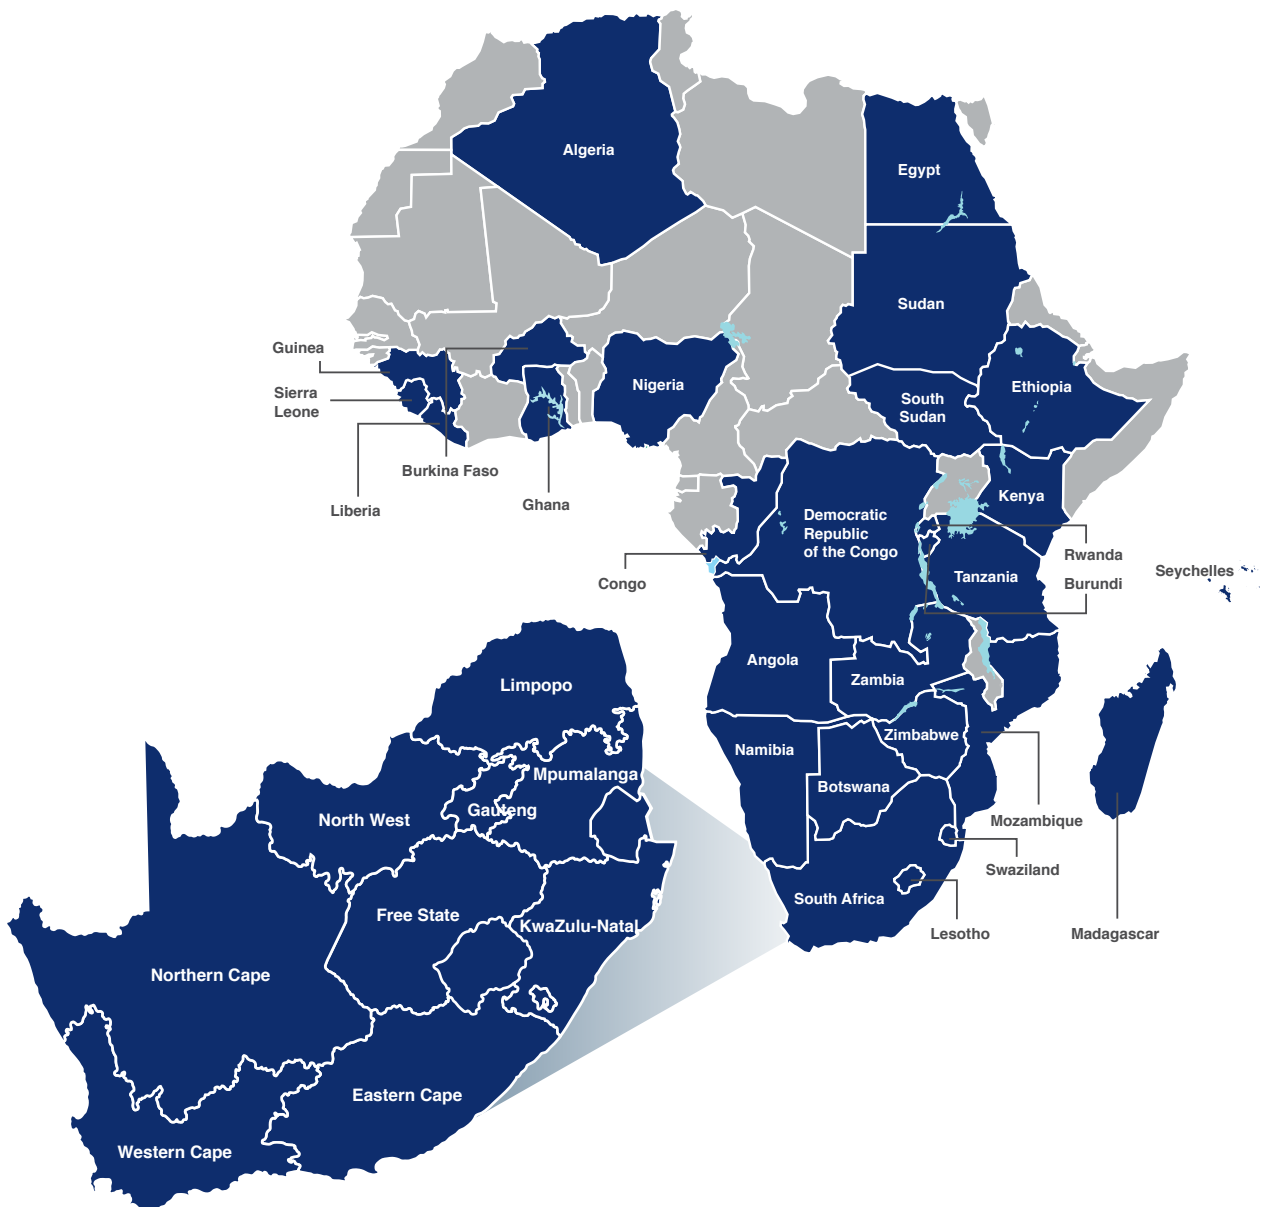 Algeria
Egypt
Sudan
Guinea
Sierra
Leone
Nigeria
Ethiopia
South
Sudan
Burkina Faso
Liberia
Ghana
Kenya
Democratic
Republic
of the Congo
Rwanda
Congo
Tanzania
Burundi
Seychelles
Angola
Zambia
Limpopo
Zimbabwe
Namibia
Mpumalanga
Botswana
Gauteng
North West
Mozambique
Swaziland
South Africa
Free State
KwaZulu-Natal
Lesotho
Madagascar
Northern Cape
Eastern Cape
Western Cape